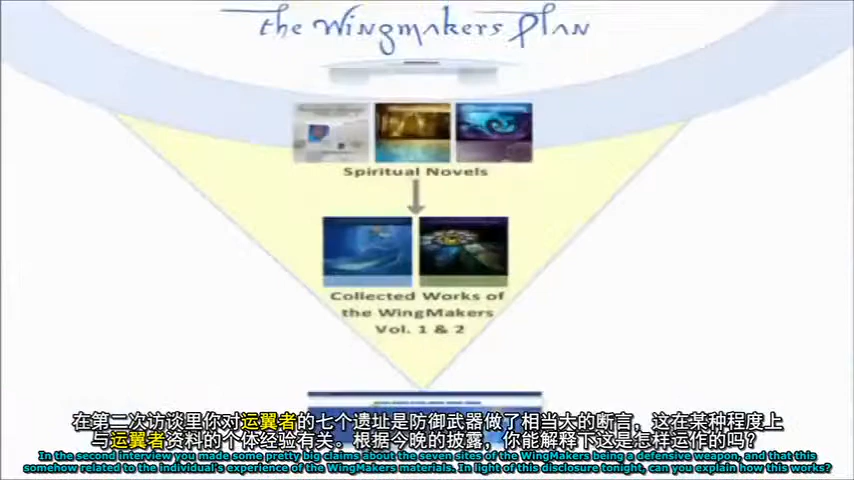 the WingMakers Plan
Spiritual Novels
Collected Works of
the WingMakers
Vol. 1 & 2
在第二次访谈里你对运翼者的七个遗址是防御武器做了相当大的断言，这在某种程度上
与运翼者资料的个体经验有关。根据今晚的披露，你能解释下这是怎样运作的吗？
In the second interview you made some pretty big claims about the seven sites of the WingMakers being a defensive weapon, and that this
somehow related to the individual's experience of the WingMakers materials. In light of this disclosure tonight, can you explain how this works?